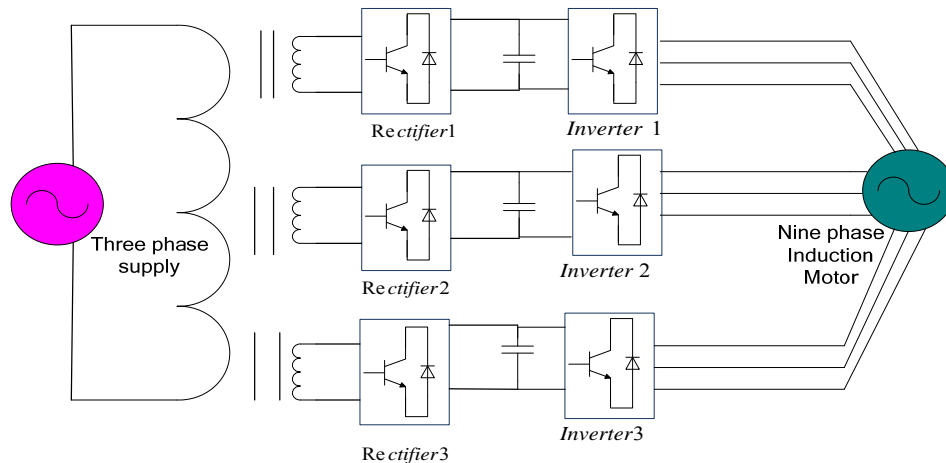 Rectifier1
Inverter 1
Three phase
supply
Rectifier2
Inverter 2
Nine phase
Induction
Motor
Rectifier3
Inverter3